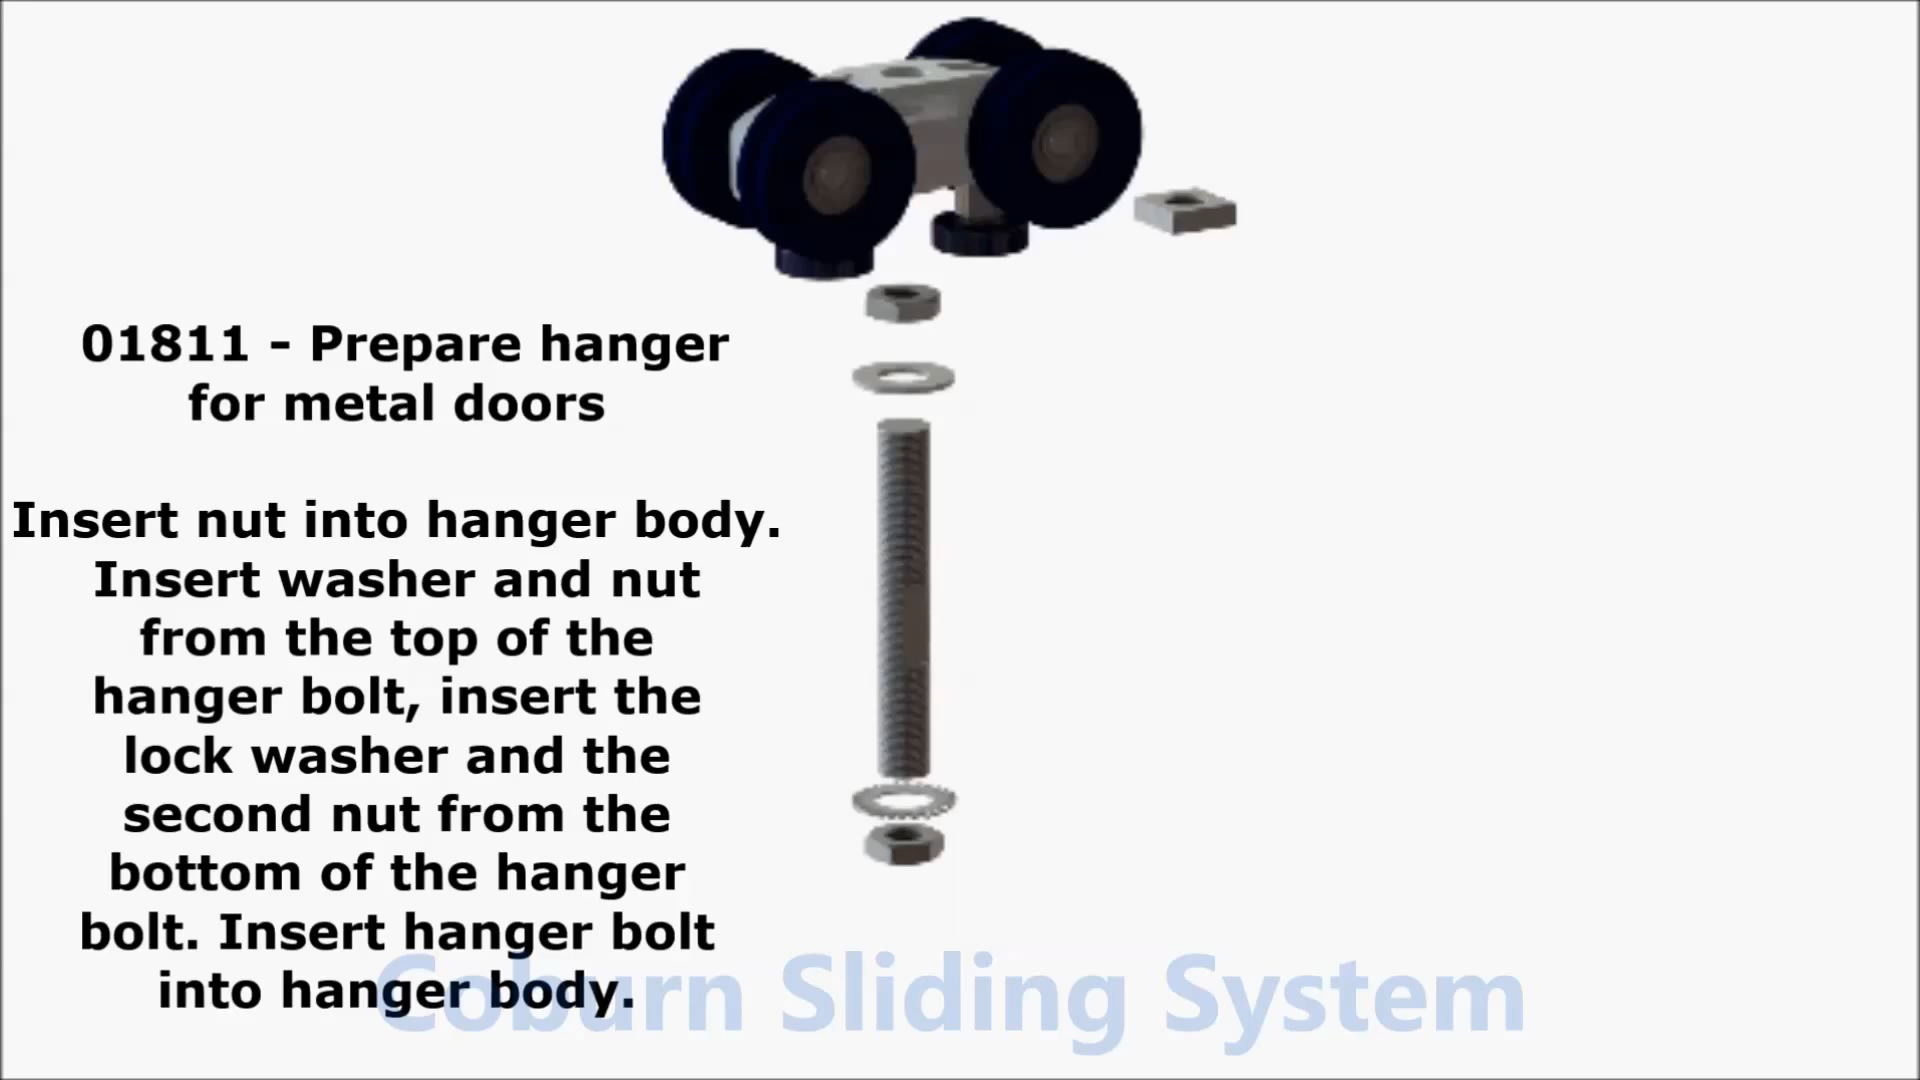 01811 - Prepare hanger
for metal doors
Insert nut into hanger body.
Insert washer and nut
from the top of the
hanger bolt, insert the
lock washer and the
second nut from the
bottom of the hanger
bolt. Insert hanger bolt
into hanger body.
Coburn Sliding System